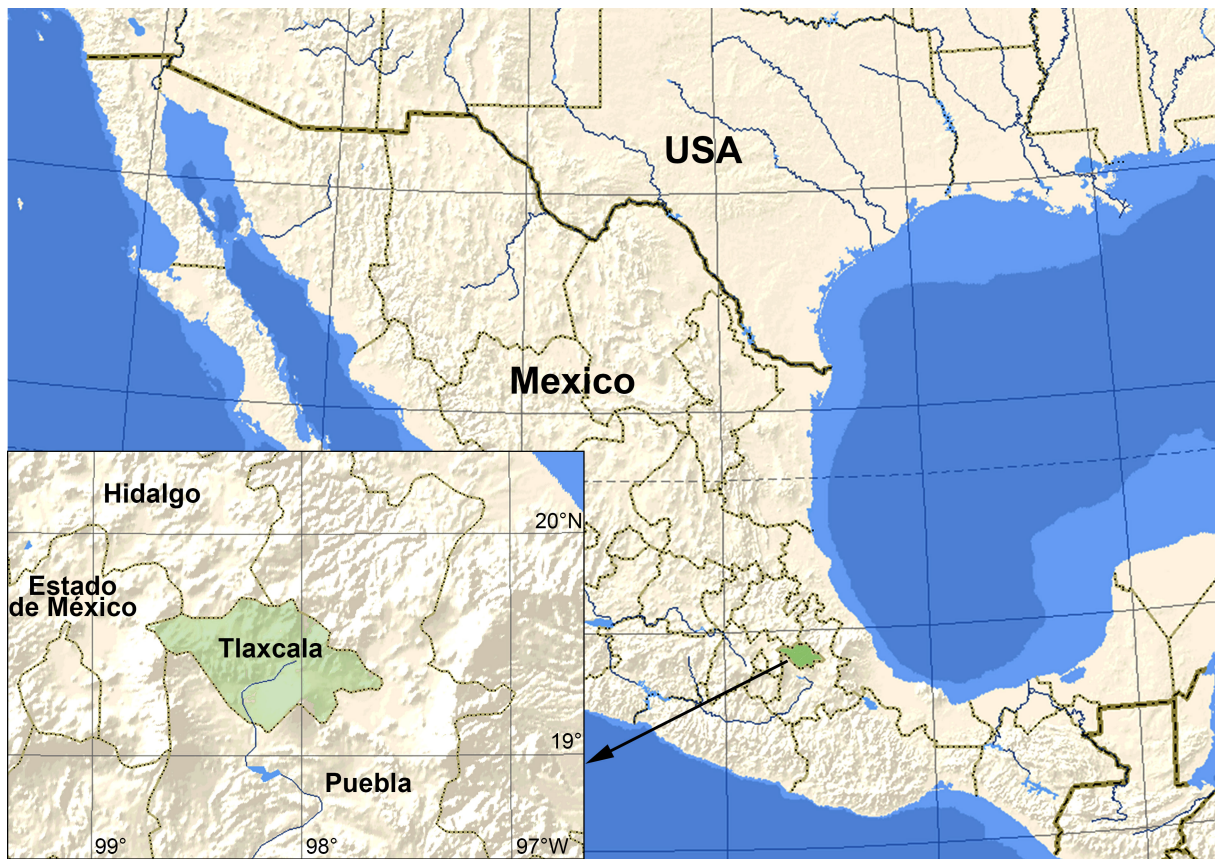 USA
Mexico
Hidalgo
20°N
Estado
de México
Tlaxcala
19°
Puebla
99°
98°
97°W